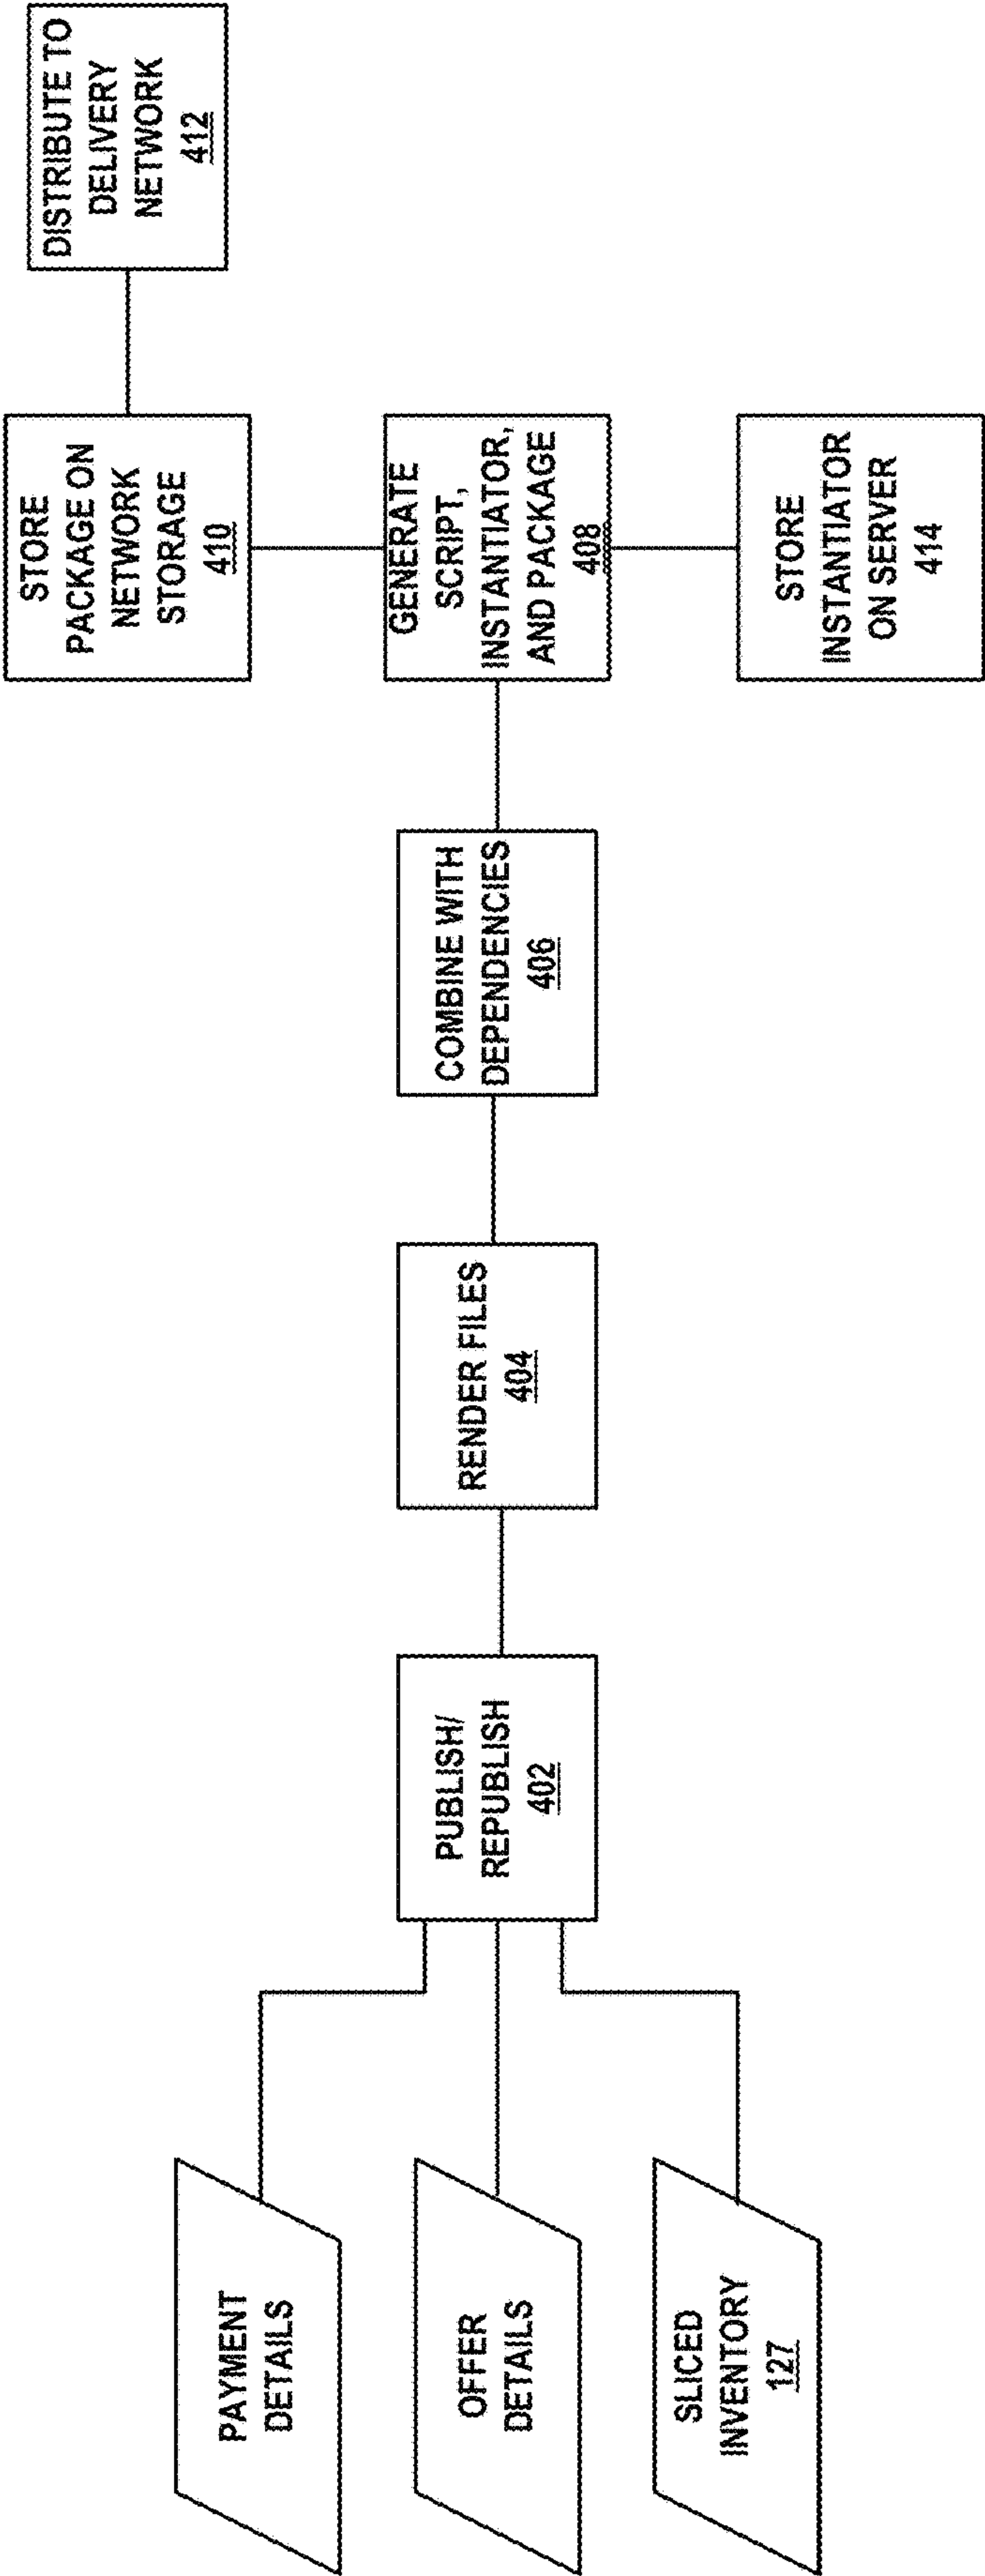 PAYMENT
DETAILS
OFFER
DETAILS
SLICED
INVENTORY
127
PUBLISH/
REPUBLISH
402
RENDER FILES
404
COMBINE WITH
DEPENDENCIES
406
GENERATE
SCRIPT,
INSTANTIATOR,
AND PACKAGE
408
STORE
PACKAGE ON
NETWORK
STORAGE
410
DISTRIBUTE TO
DELIVERY
NETWORK
412
STORE
INSTANTIATOR
ON SERVER
414